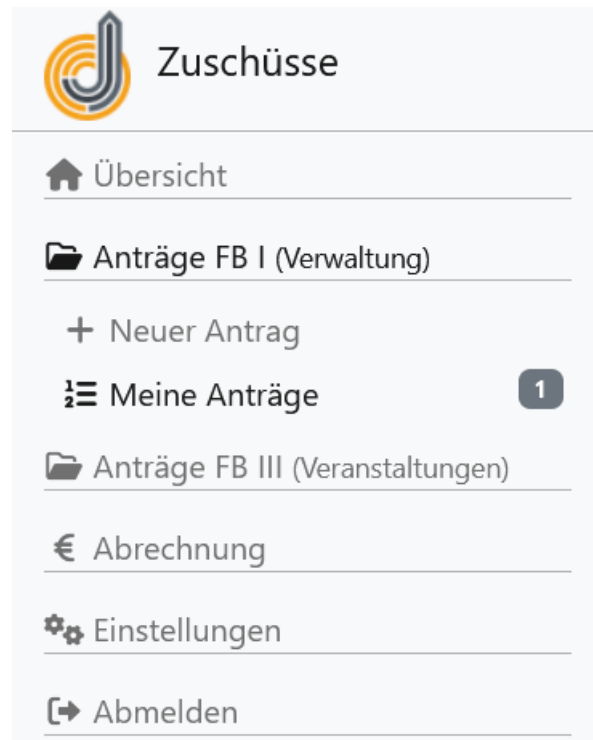 Zuschüsse
Übersicht
Anträge FB I (Verwaltung)
Neuer Antrag
Meine Anträge 1
Anträge FB III (Veranstaltungen)
Abrechnung
Einstellungen
Abmelden